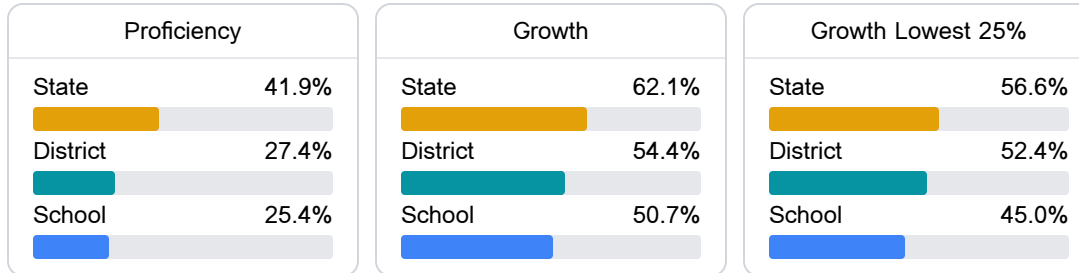 Proficiency
State 41.9%
District 27.4%
School 25.4%
Growth
State 62.1%
District 54.4%
School 50.7%
Growth Lowest 25%
State 56.6%
District 52.4%
School 45.0%